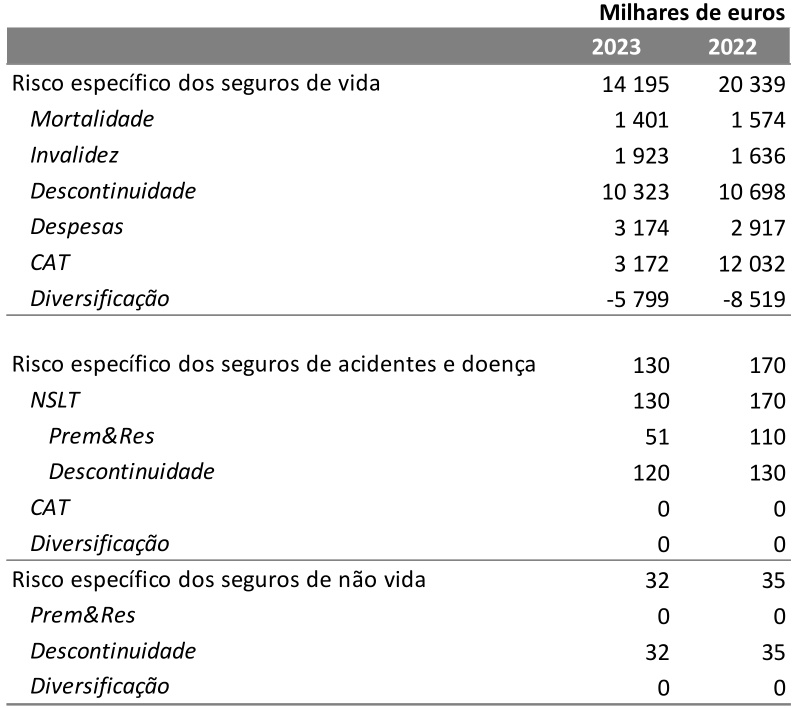 Milhares de euros
2023 2022
Risco específico dos seguros de vida 14 195 20 339
Mortalidade 1 401 1 574
Invalidez 1 923 1 636
Descontinuidade 10 323 10 698
Despesas 3 174 2 917
CAT 3 172 12 032
Diversificação -5 799 -8 519
Risco específico dos seguros de acidentes e doença 130 170
NSLT 130 170
Prem&Res 51 110
Descontinuidade 120 130
CAT 0 0
Diversificação 0 0
Risco específico dos seguros de não vida 32 35
Prem&Res 0 0
Descontinuidade 32 35
Diversificação 0 0